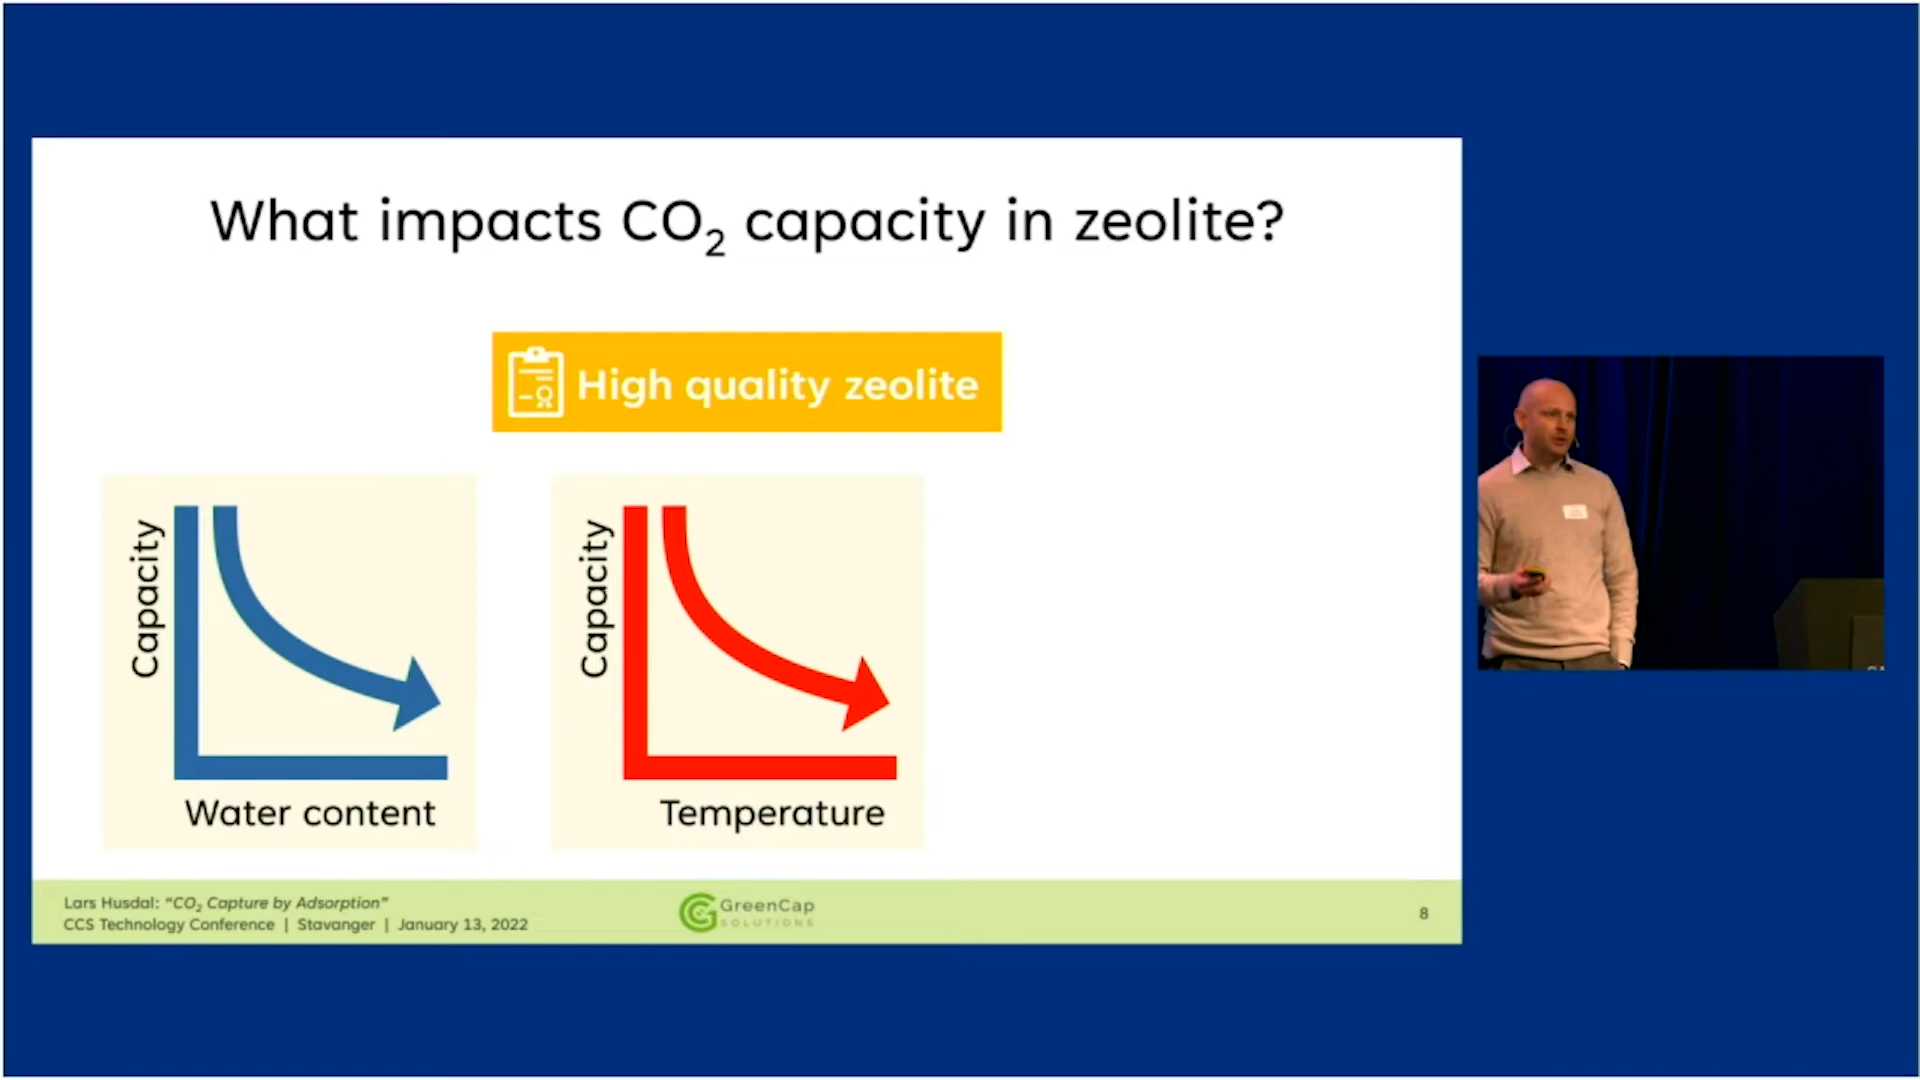 What impacts CO₂ capacity in zeolite?
High quality zeolite
Capacity
Water content
Capacity
Temperature
Lars Husdal: “CO₂ Capture by Adsorption”
CCS Technology Conference | Stavanger | January 13, 2022
GreenCap
SOLUTIONS
8